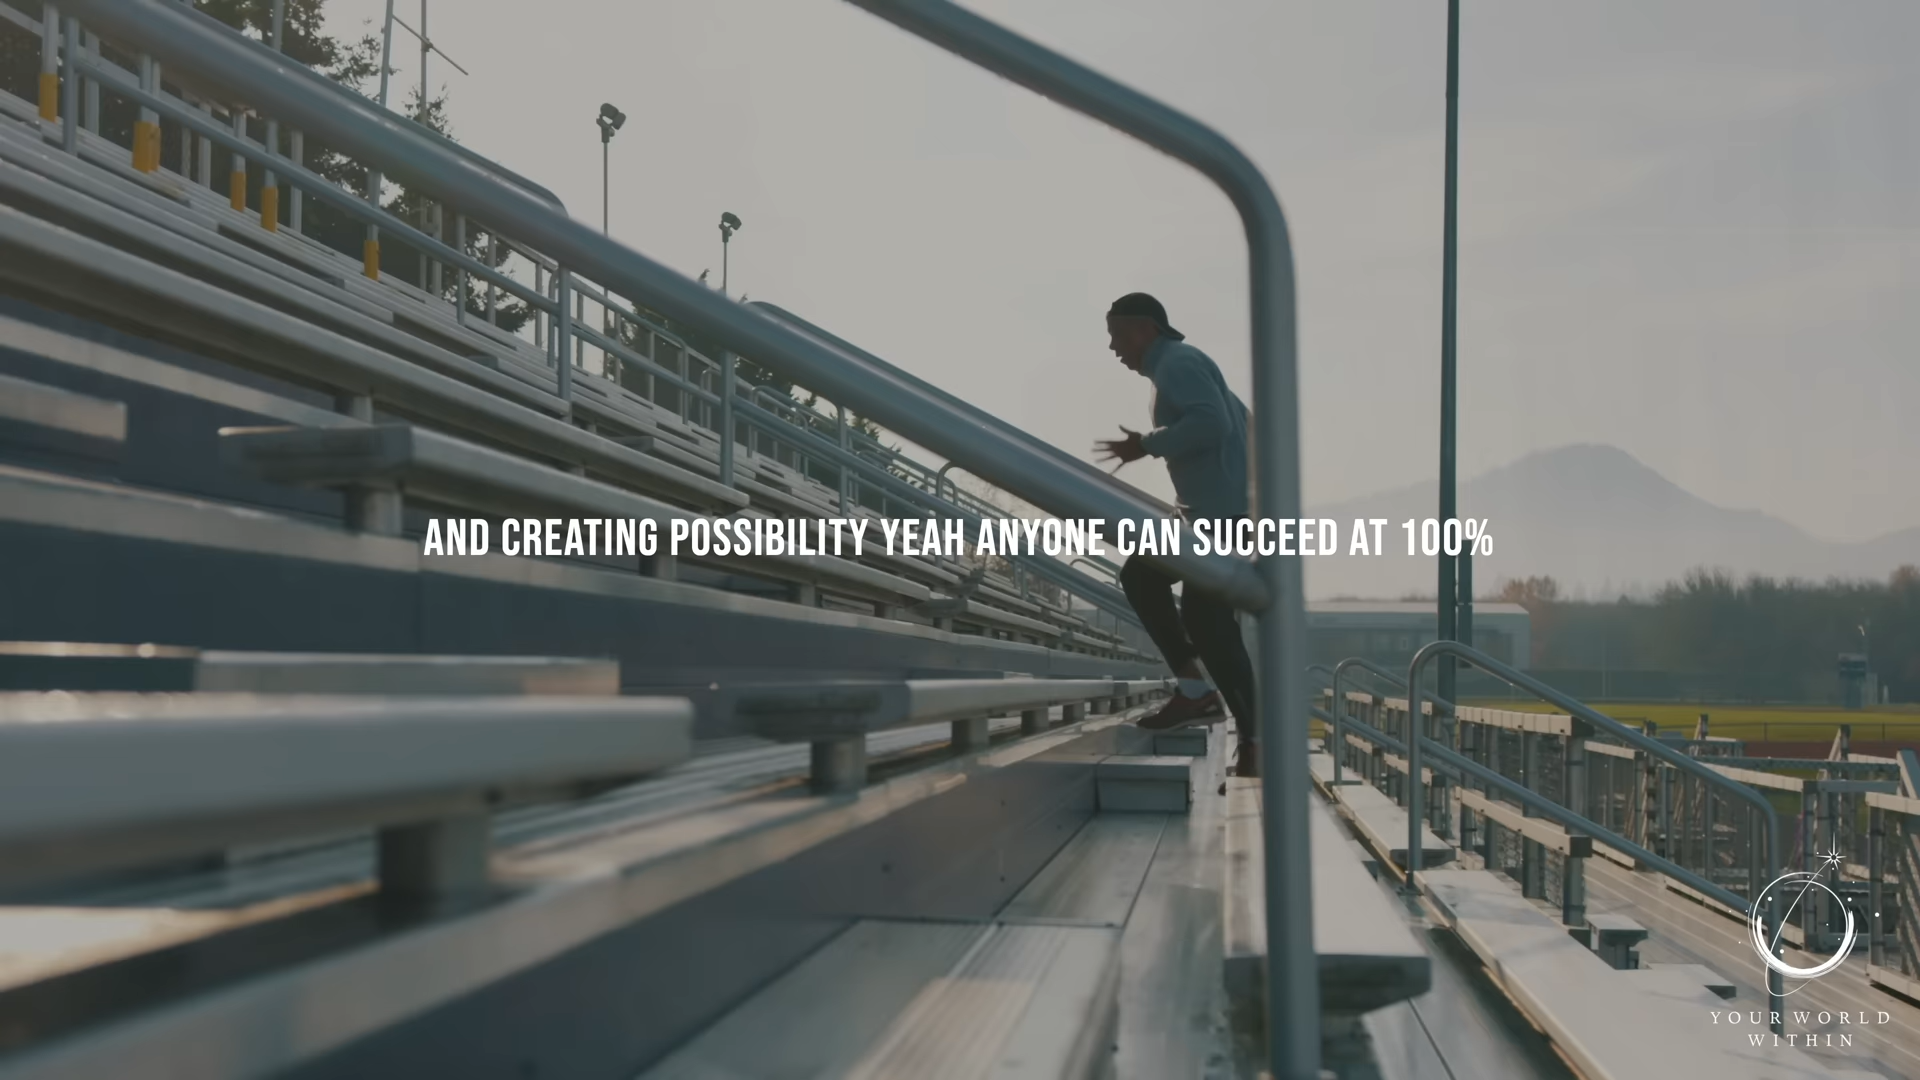 AND CREATING POSSIBILITY YEAH ANYONE CAN SUCCEED AT 100%
YOUR WORLD
WITHIN